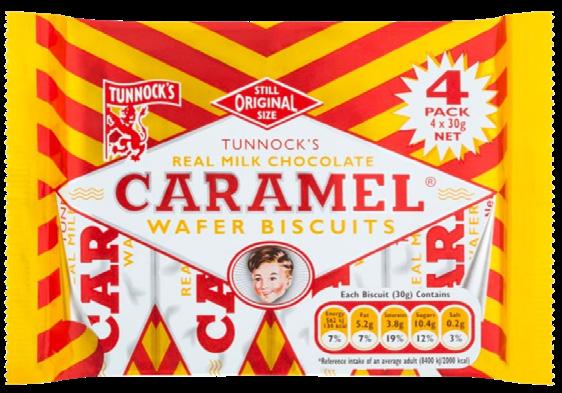 TUNNOCK'S
STILL
ORIGINAL
SIZE
4
PACK
4 x 30g
NET
TUNNOCK'S
REAL MILK CHOCOLATE
CARAMEL®
WAFER BISCUITS
Each Biscuit (30g) Contains
Energy Fat Saturates Sugars Salt
562 kJ
134 kcal 5.2g 3.8g 10.4g 0.2g
7% 7% 19% 12% 3%
*Reference intake of an average adult (8400 kJ/2000 kcal)